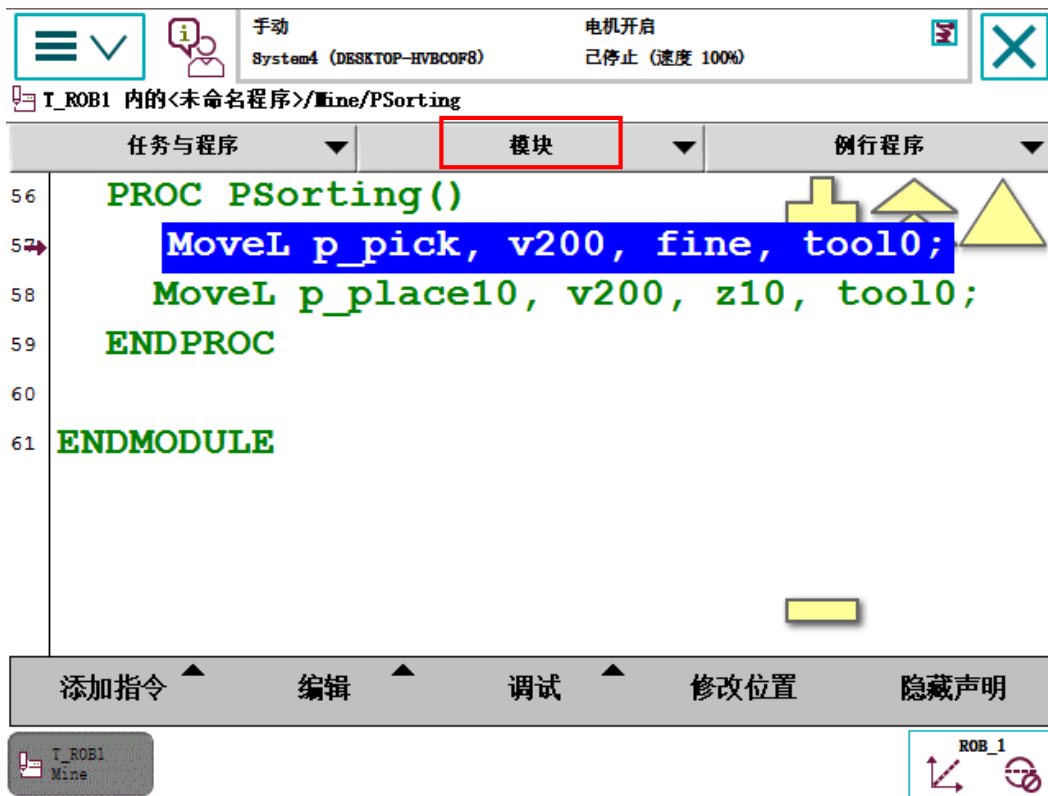 手动
System4 (DESKTOP-HVBCOF8)
电机开启
己停止 (速度 100%)
T_ROB1 内的<未命名程序>/Mine/PSorting
任务与程序 模块 例行程序
56 PROC PSorting()
57 MoveL p_pick, v200, fine, tool0;
58 MoveL p_place10, v200, z10, tool0;
59 ENDPROC
60
61 ENDMODULE
添加指令 编辑 调试 修改位置 隐藏声明
T_ROB1
Mine
ROB_1